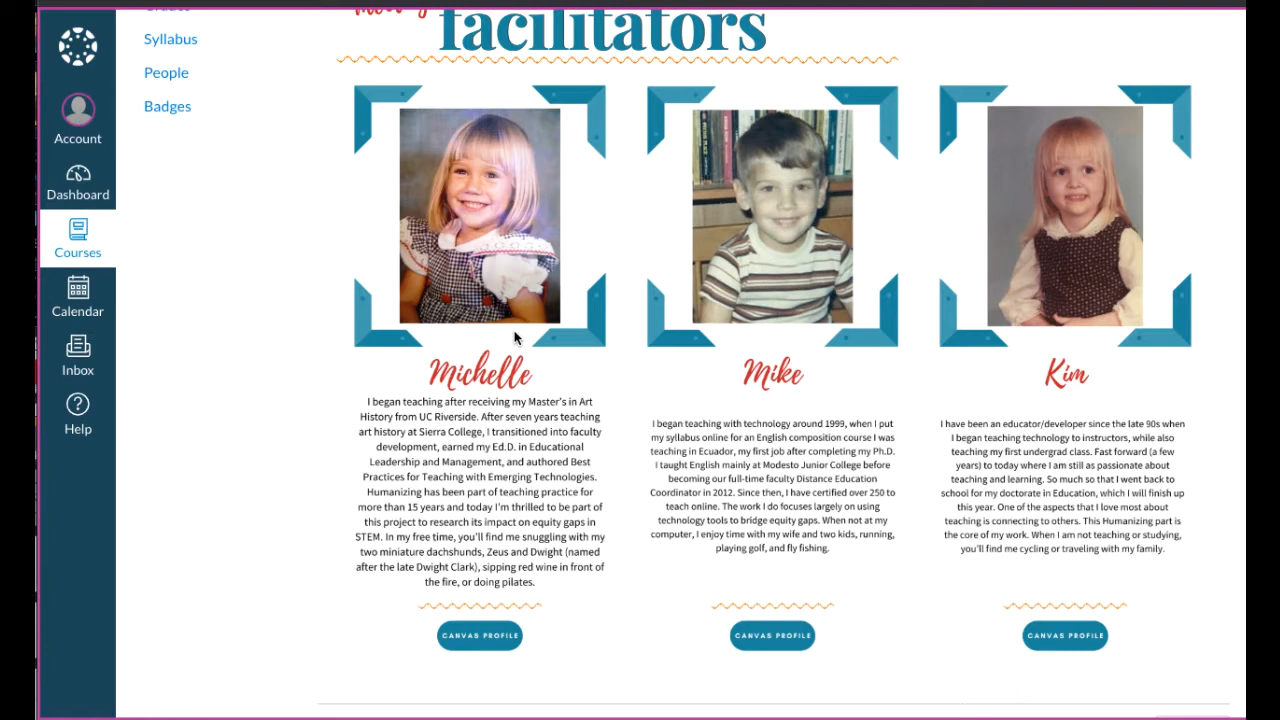 facilitators
Syllabus
People
Badges
Account
Dashboard
Courses
Calendar
Inbox
Help
Michelle
I began teaching after receiving my Master's in Art
History from UC Riverside. After seven years teaching
art history at Sierra College, I transitioned into faculty
development, earned my Ed.D. in Educational
Leadership and Management, and authored Best
Practices for Teaching with Emerging Technologies.
Humanizing has been part of teaching practice for
more than 15 years and today I'm thrilled to be part of
this project to research its impact on equity gaps in
STEM. In my free time, you'll find me snuggling with my
two miniature dachshunds, Zeus and Dwight (named
after the late Dwight Clark), sipping red wine in front of
the fire, or doing pilates.
CANVAS PROFILE
Mike
I began teaching with technology around 1999, when I put
my syllabus online for an English composition course I was
teaching in Ecuador, my first job after completing my Ph.D.
I taught English mainly at Modesto Junior College before
becoming our full-time faculty Distance Education
Coordinator in 2012. Since then, I have certified over 250 to
teach online. The work I do focuses largely on using
technology tools to bridge equity gaps. When not at my
computer, I enjoy time with my wife and two kids, running,
playing golf, and fly fishing.
CANVAS PROFILE
Kim
I have been an educator/developer since the late 90s when
I began teaching technology to instructors, while also
teaching my first undergrad class. Fast forward (a few
years) to today where I am still as passionate about
teaching and learning. So much so that I went back to
school for my doctorate in Education, which I will finish up
this year. One of the aspects that I love most about
teaching is connecting to others. This Humanizing part is
the core of my work. When I am not teaching or studying,
you'll find me cycling or traveling with my family.
CANVAS PROFILE